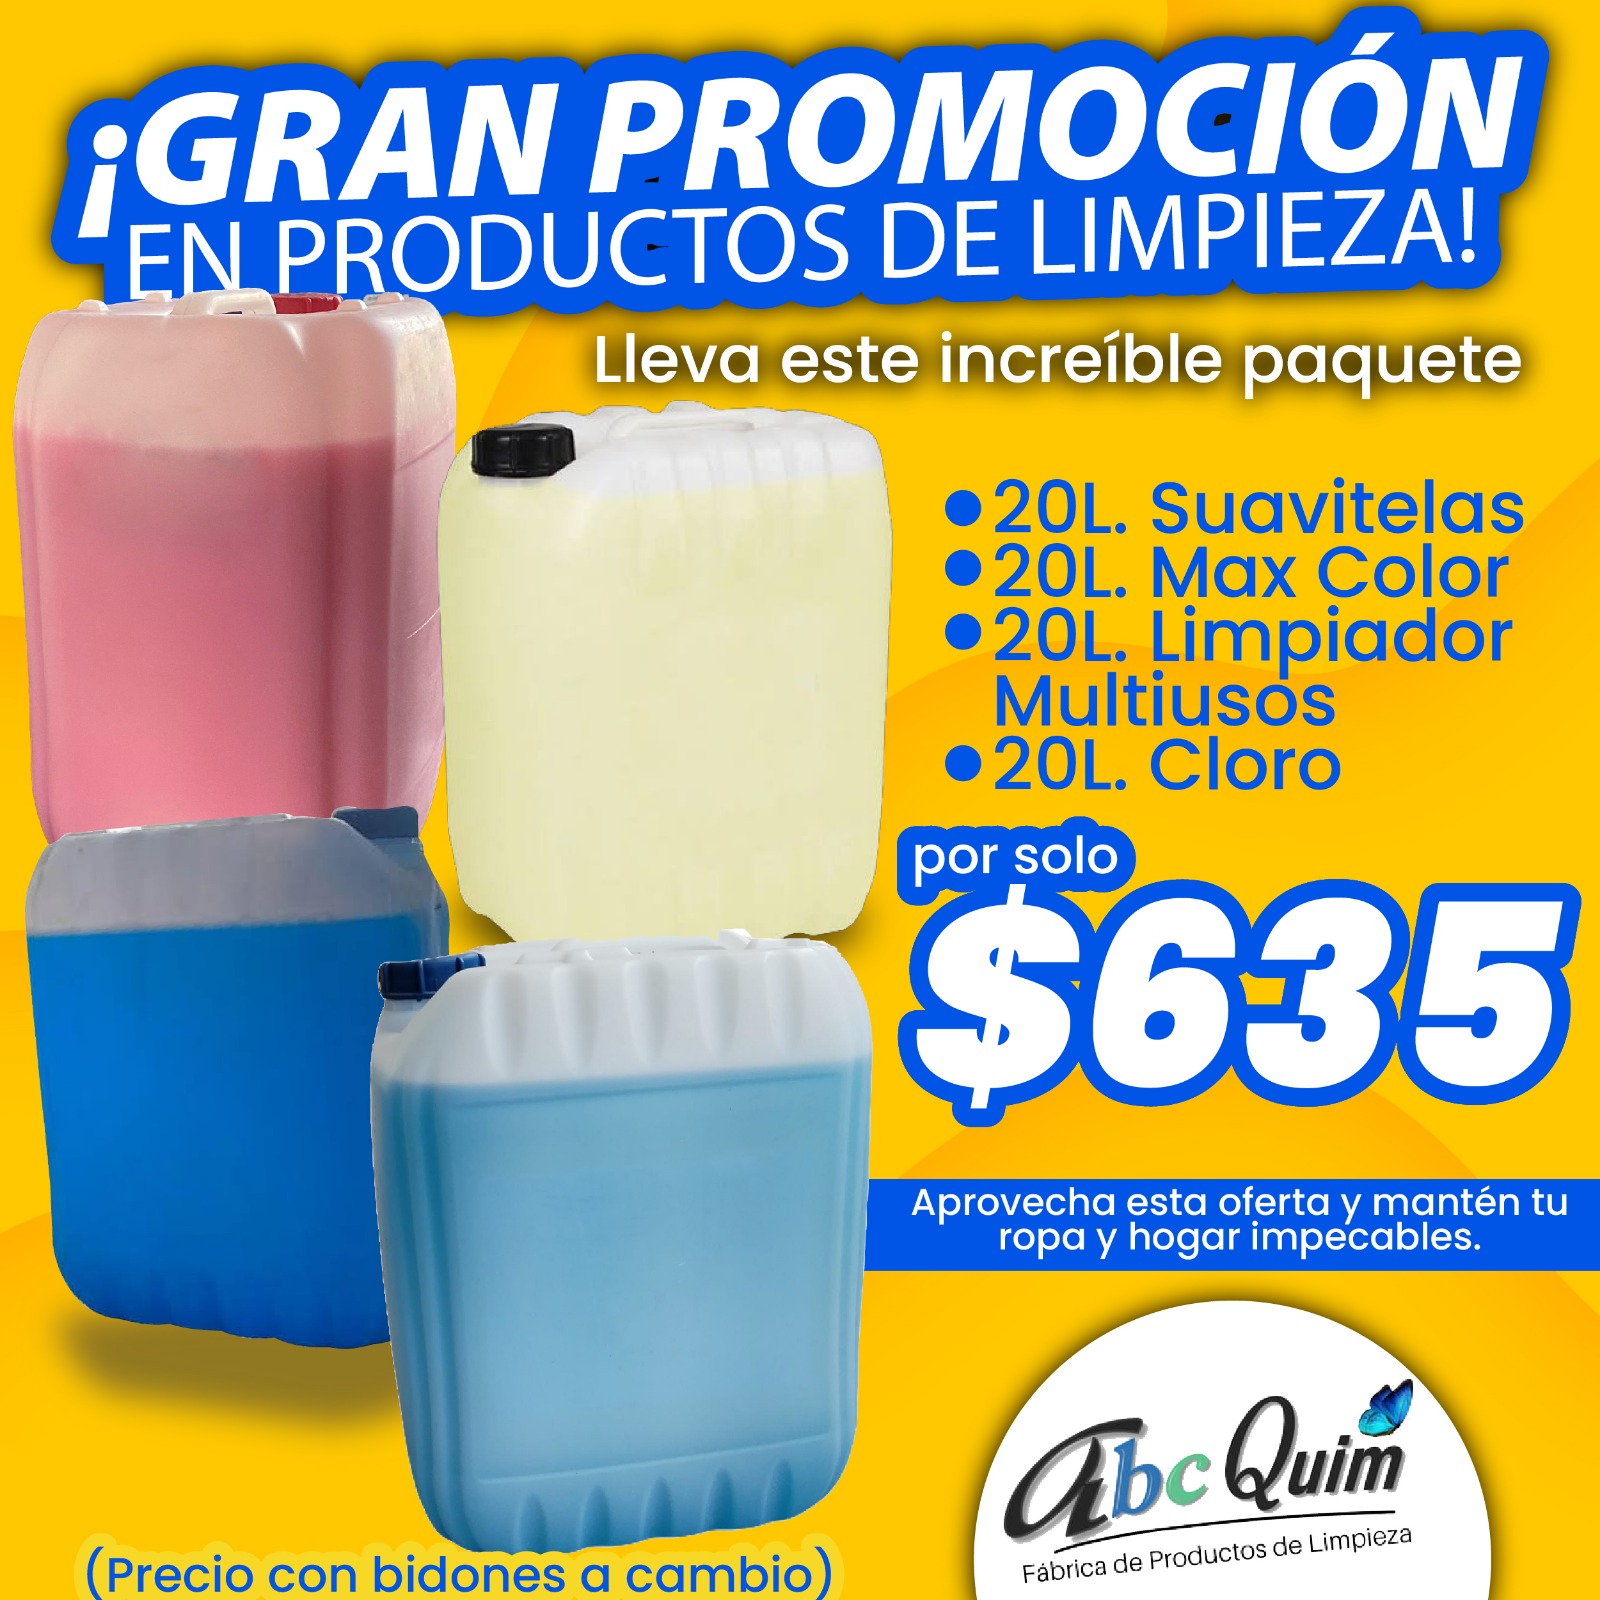 ¡GRAN PROMOCIÓN
EN PRODUCTOS DE LIMPIEZA!
Lleva este increíble paquete
●20L. Suavitelas
●20L. Max Color
●20L. Limpiador
Multiusos
●20L. Cloro
por solo
$635
Aprovecha esta oferta y mantén tu
ropa y hogar impecables.
Abc Quim
Fábrica de Productos de Limpieza
(Precio con bidones a cambio)